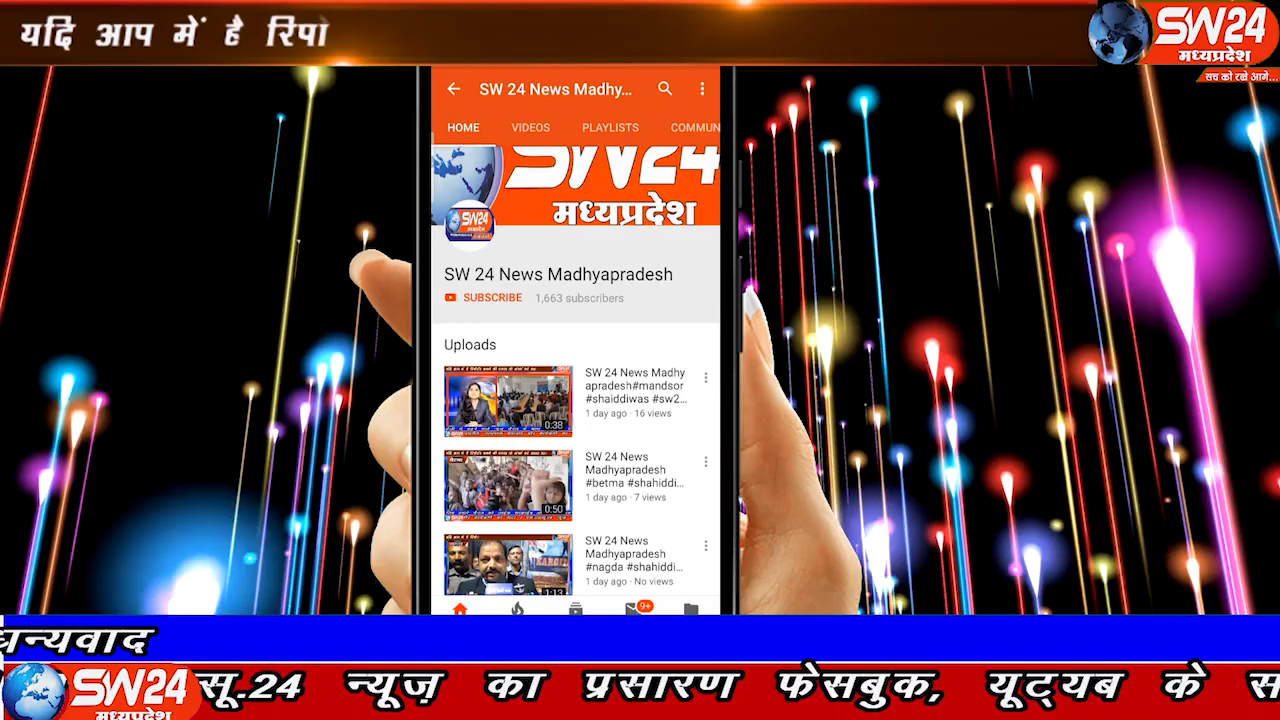 यदि आप में है रिपो
SW24
मध्यप्रदेश
सच को रखे आगे...
SW 24 News Madhy...
HOME VIDEOS PLAYLISTS COMMUN
SW24
मध्यप्रदेश
SW24
SW 24 News Madhyapradesh
SUBSCRIBE 1,663 subscribers
Uploads
SW 24 News Madhy
apradesh#mandsor
#shaiddiwas #sw2...
1 day ago · 16 views
0:38
SW 24 News
Madhyapradesh
#betma #shahiddi...
1 day ago · 7 views
0:50
SW 24 News
Madhyapradesh
#nagda #shahiddi...
1 day ago · No views
1:13
9+
धन्यवाद
SW24
मध्यप्रदेश
सू.24 न्यूज़ का प्रसारण फेसबुक, यूट्यब के स